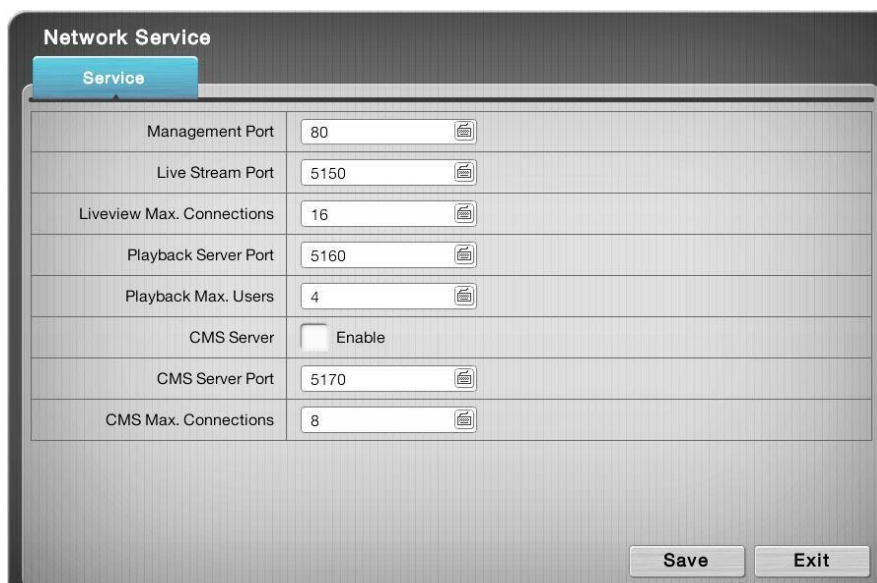 Network Service
Service
Management Port 80
Live Stream Port 5150
Liveview Max. Connections 16
Playback Server Port 5160
Playback Max. Users 4
CMS Server Enable
CMS Server Port 5170
CMS Max. Connections 8
Save Exit